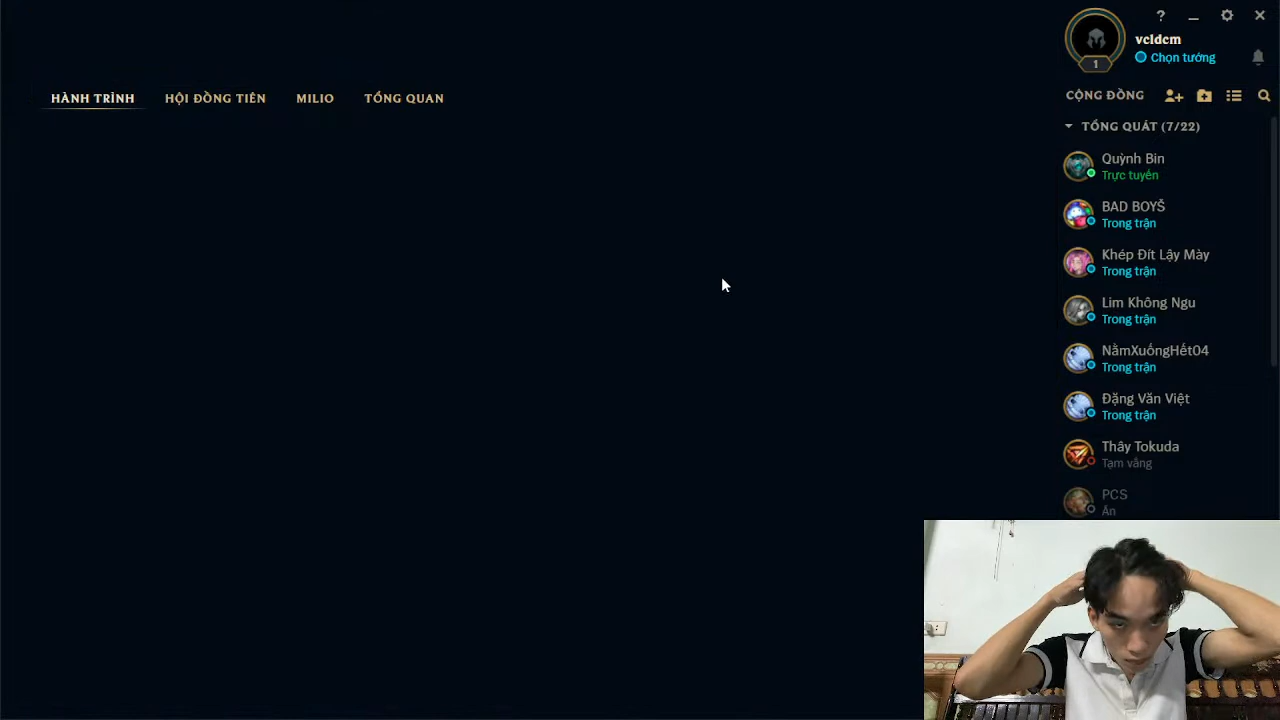 ?
vcldcm
1
Chọn tướng
HÀNH TRÌNH HỘI ĐỒNG TIÊN MILIO TỔNG QUAN
CỘNG ĐỒNG
TỔNG QUÁT (7/22)
Quỳnh Bin
Trực tuyến
BAD BOYŠ
Trong trận
Khép Đít Lậy Mày
Trong trận
Lim Không Ngu
Trong trận
NằmXuốngHết04
Trong trận
Đặng Văn Việt
Trong trận
Thây Tokuda
Tạm vắng
PCS
Ẩn